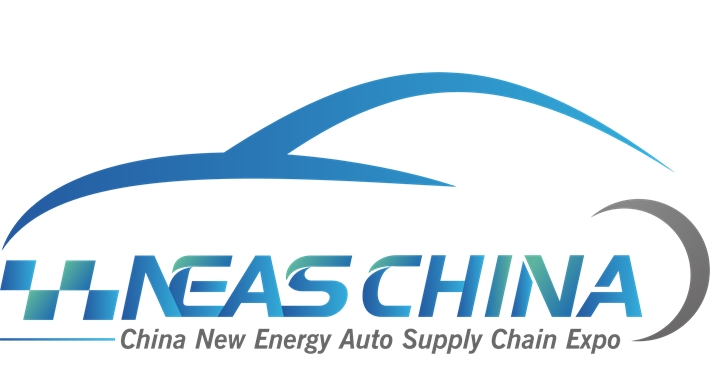 NEAS CHINA
China New Energy Auto Supply Chain Expo